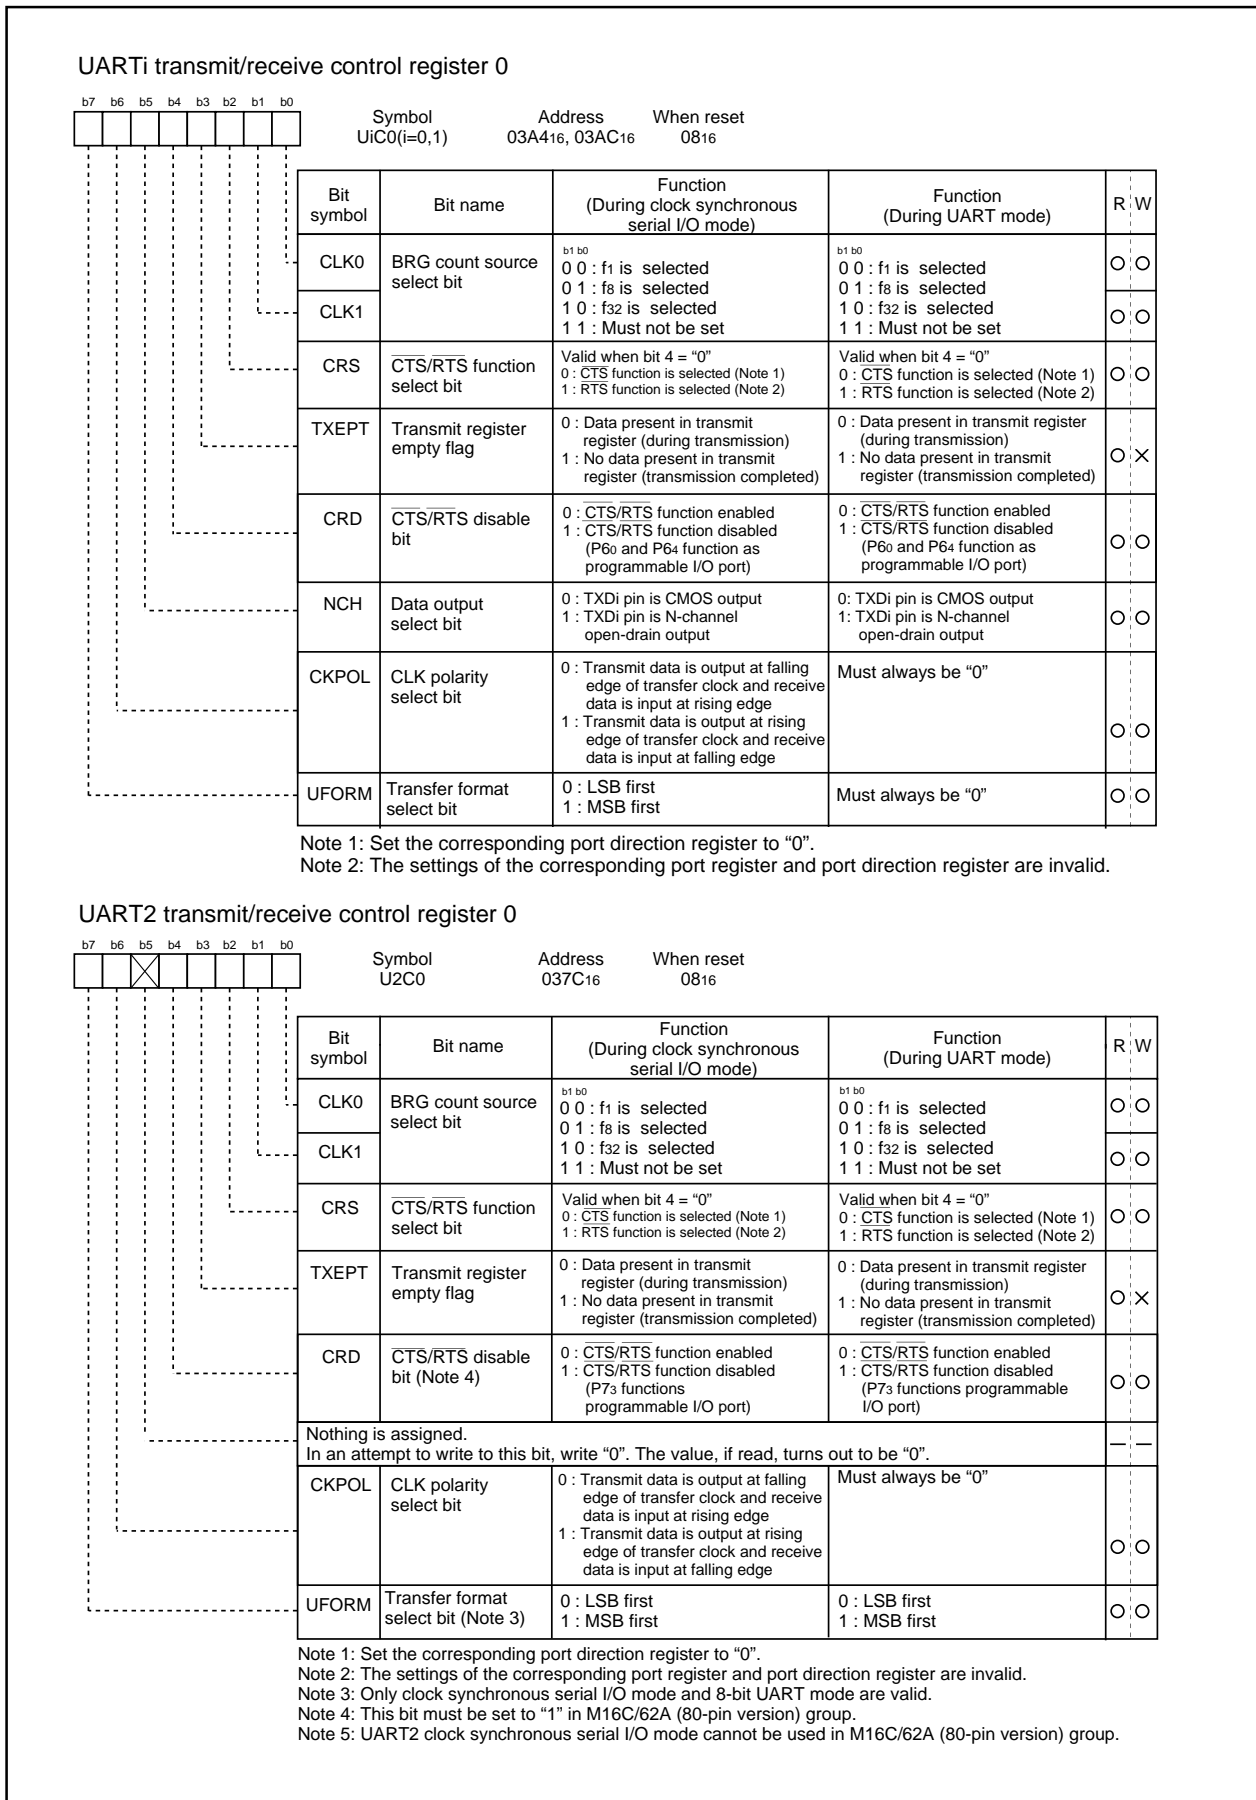 UARTi transmit/receive control register 0
b7 b6 b5 b4 b3 b2 b1 b0
Symbol Address When reset
UiC0(i=0,1) 03A416, 03AC16 0816
Bit symbol Bit name Function (During clock synchronous serial I/O mode) Function (During UART mode) R W
CLK0 BRG count source select bit
CLK1
b1 b0
0 0 : f1 is selected
0 1 : f8 is selected
1 0 : f32 is selected
1 1 : Must not be set
b1 b0
0 0 : f1 is selected
0 1 : f8 is selected
1 0 : f32 is selected
1 1 : Must not be set
CRS CTS/RTS function select bit
Valid when bit 4 = “0”
0 : CTS function is selected (Note 1)
1 : RTS function is selected (Note 2)
Valid when bit 4 = “0”
0 : CTS function is selected (Note 1)
1 : RTS function is selected (Note 2)
TXEPT Transmit register empty flag
0 : Data present in transmit
register (during transmission)
1 : No data present in transmit
register (transmission completed)
0 : Data present in transmit register
(during transmission)
1 : No data present in transmit
register (transmission completed)
CRD CTS/RTS disable bit
0 : CTS/RTS function enabled
1 : CTS/RTS function disabled
(P60 and P64 function as
programmable I/O port)
0 : CTS/RTS function enabled
1 : CTS/RTS function disabled
(P60 and P64 function as
programmable I/O port)
NCH Data output select bit
0 : TXDi pin is CMOS output
1 : TXDi pin is N-channel
open-drain output
0: TXDi pin is CMOS output
1: TXDi pin is N-channel
open-drain output
CKPOL CLK polarity select bit
0 : Transmit data is output at falling
edge of transfer clock and receive
data is input at rising edge
1 : Transmit data is output at rising
edge of transfer clock and receive
data is input at falling edge
Must always be “0”
UFORM Transfer format select bit
0 : LSB first
1 : MSB first
Must always be “0”
Note 1: Set the corresponding port direction register to “0”.
Note 2: The settings of the corresponding port register and port direction register are invalid.
UART2 transmit/receive control register 0
b7 b6 b5 b4 b3 b2 b1 b0
Symbol Address When reset
U2C0 037C16 0816
Bit symbol Bit name Function (During clock synchronous serial I/O mode) Function (During UART mode) R W
CLK0 BRG count source select bit
CLK1
b1 b0
0 0 : f1 is selected
0 1 : f8 is selected
1 0 : f32 is selected
1 1 : Must not be set
b1 b0
0 0 : f1 is selected
0 1 : f8 is selected
1 0 : f32 is selected
1 1 : Must not be set
CRS CTS/RTS function select bit
Valid when bit 4 = “0”
0 : CTS function is selected (Note 1)
1 : RTS function is selected (Note 2)
Valid when bit 4 = “0”
0 : CTS function is selected (Note 1)
1 : RTS function is selected (Note 2)
TXEPT Transmit register empty flag
0 : Data present in transmit
register (during transmission)
1 : No data present in transmit
register (transmission completed)
0 : Data present in transmit register
(during transmission)
1 : No data present in transmit
register (transmission completed)
CRD CTS/RTS disable bit (Note 4)
0 : CTS/RTS function enabled
1 : CTS/RTS function disabled
(P73 functions
programmable I/O port)
0 : CTS/RTS function enabled
1 : CTS/RTS function disabled
(P73 functions programmable
I/O port)
Nothing is assigned.
In an attempt to write to this bit, write “0”. The value, if read, turns out to be “0”.
CKPOL CLK polarity select bit
0 : Transmit data is output at falling
edge of transfer clock and receive
data is input at rising edge
1 : Transmit data is output at rising
edge of transfer clock and receive
data is input at falling edge
Must always be “0”
UFORM Transfer format select bit (Note 3)
0 : LSB first
1 : MSB first
0 : LSB first
1 : MSB first
Note 1: Set the corresponding port direction register to “0”.
Note 2: The settings of the corresponding port register and port direction register are invalid.
Note 3: Only clock synchronous serial I/O mode and 8-bit UART mode are valid.
Note 4: This bit must be set to “1” in M16C/62A (80-pin version) group.
Note 5: UART2 clock synchronous serial I/O mode cannot be used in M16C/62A (80-pin version) group.